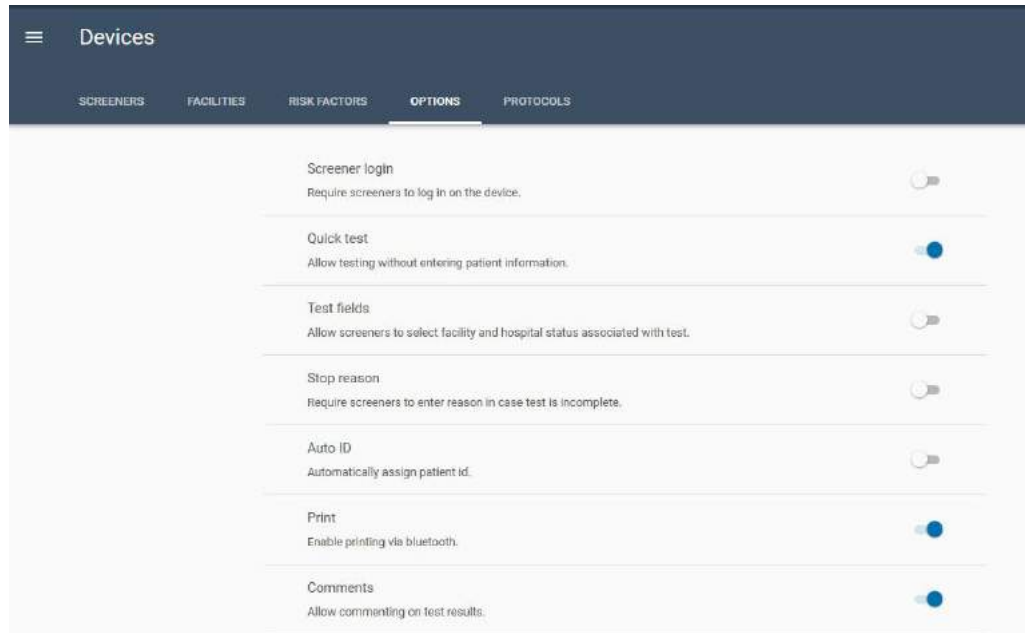 Devices
SCREENERS FACILITIES RISK FACTORS OPTIONS PROTOCOLS
Screener login
Require screeners to log in on the device.
Quick test
Allow testing without entering patient information.
Test fields
Allow screeners to select facility and hospital status associated with test.
Stop reason
Require screeners to enter reason in case test is incomplete.
Auto ID
Automatically assign patient id.
Print
Enable printing via bluetooth.
Comments
Allow commenting on test results.